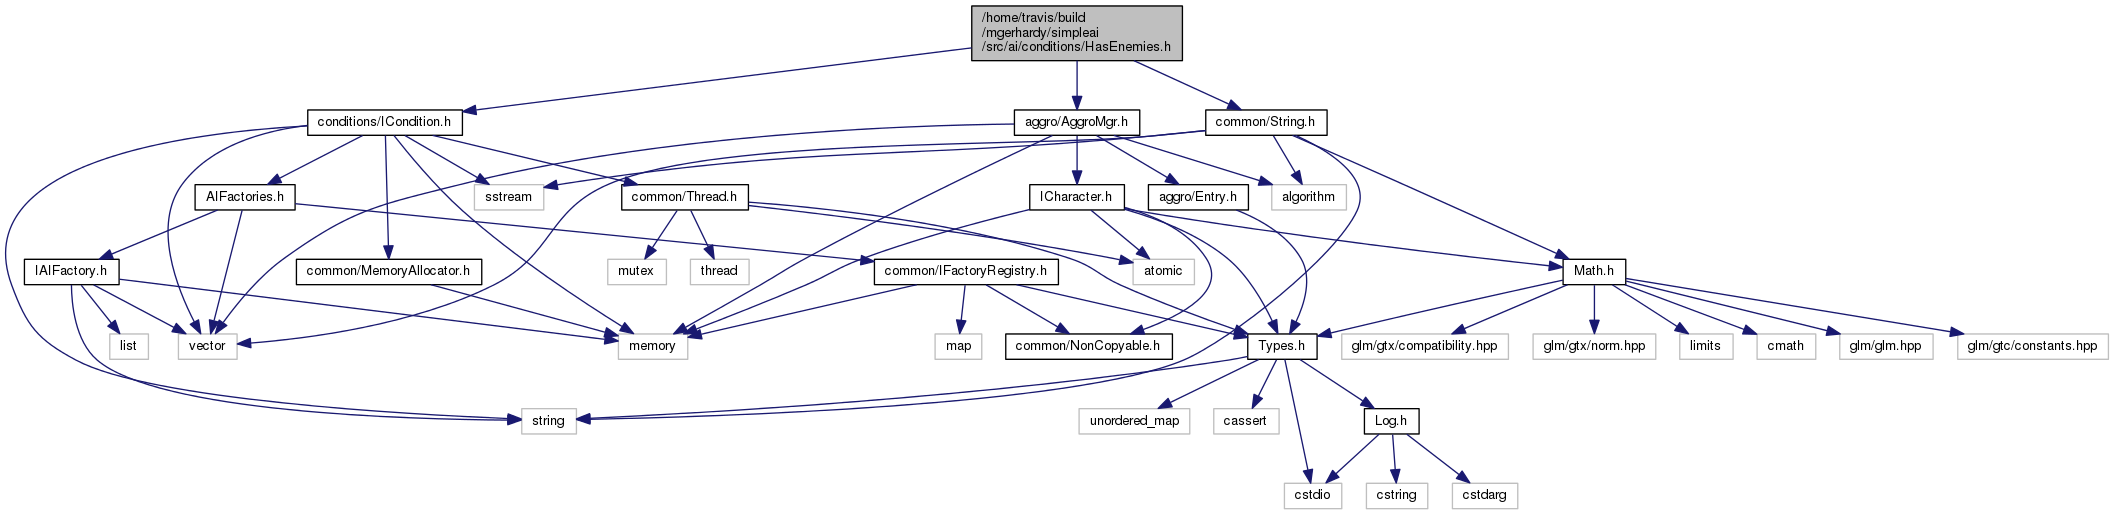 /home/travis/build
/mgerhardy/simpleai
/src/ai/conditions/HasEnemies.h
conditions/ICondition.h
aggro/AggroMgr.h
common/String.h
AIFactories.h
sstream
common/Thread.h
ICharacter.h
aggro/Entry.h
algorithm
IAIFactory.h
common/MemoryAllocator.h
mutex
thread
common/IFactoryRegistry.h
atomic
Math.h
list
vector
memory
map
common/NonCopyable.h
Types.h
glm/gtx/compatibility.hpp
glm/gtx/norm.hpp
limits
cmath
glm/glm.hpp
glm/gtc/constants.hpp
string
unordered_map
cassert
Log.h
cstdio
cstring
cstdarg